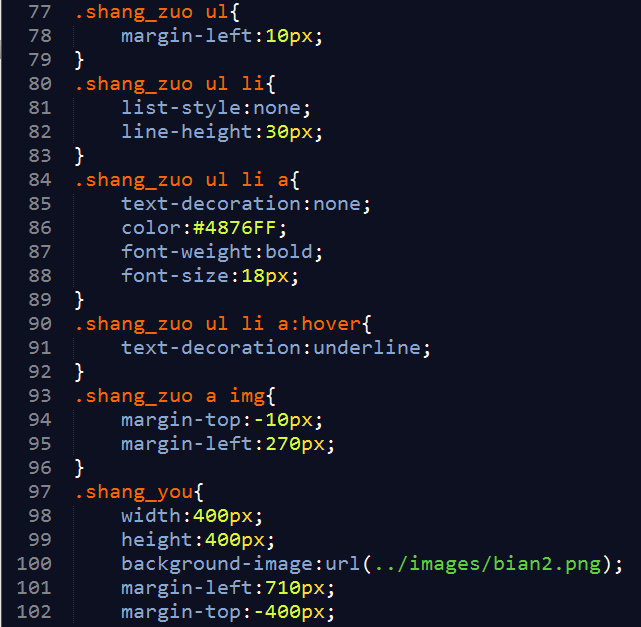 77 .shang_zuo ul{
78     margin-left:10px;
79 }
80 .shang_zuo ul li{
81     list-style:none;
82     line-height:30px;
83 }
84 .shang_zuo ul li a{
85     text-decoration:none;
86     color:#4876FF;
87     font-weight:bold;
88     font-size:18px;
89 }
90 .shang_zuo ul li a:hover{
91     text-decoration:underline;
92 }
93 .shang_zuo a img{
94     margin-top:-10px;
95     margin-left:270px;
96 }
97 .shang_you{
98     width:400px;
99     height:400px;
100     background-image:url(../images/bian2.png);
101     margin-left:710px;
102     margin-top:-400px;